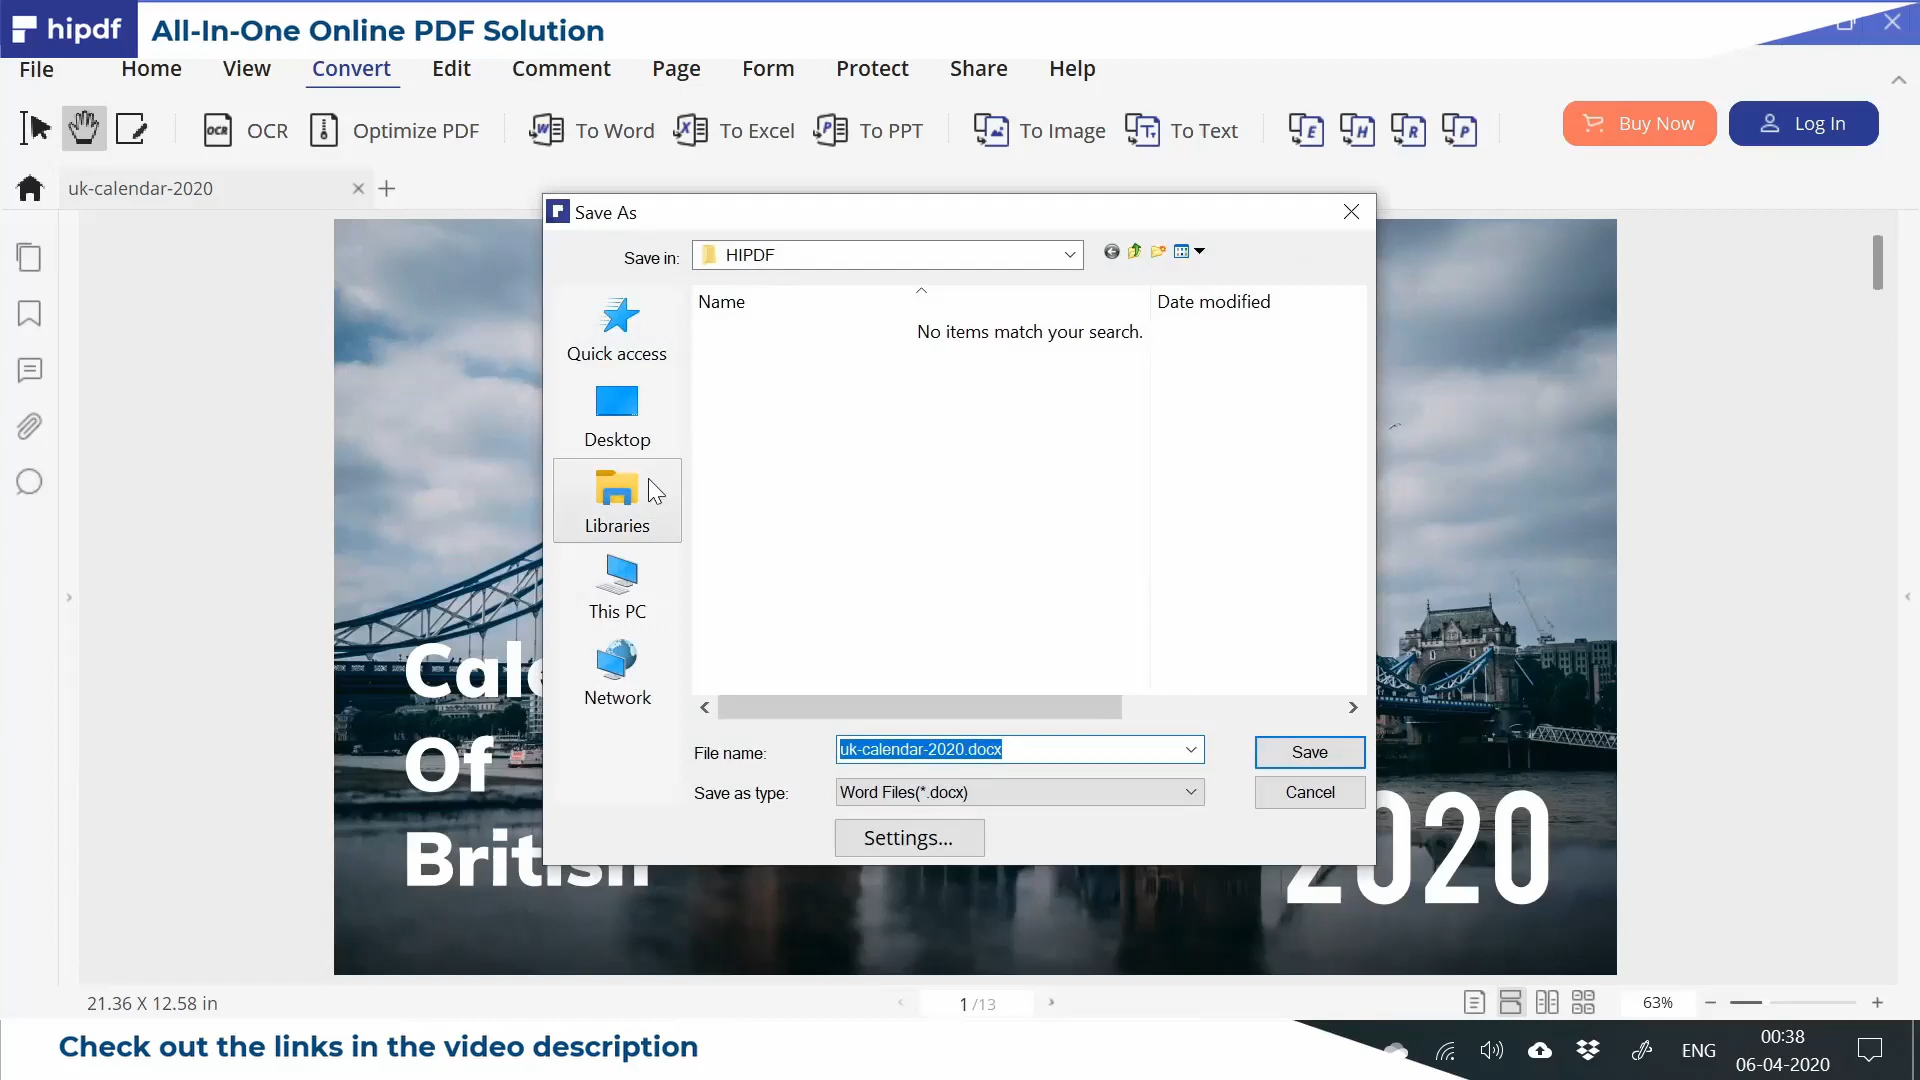 hipdf All-In-One Online PDF Solution
File Home View Convert Edit Comment Page Form Protect Share Help
OCR OCR Optimize PDF W To Word X To Excel P To PPT To Image T To Text E H R P Buy Now Log In
uk-calendar-2020
Save As
Save in: HIPDF
Name Date modified
No items match your search.
Quick access
Desktop
Libraries
This PC
Network
File name: uk-calendar-2020.docx Save
Save as type: Word Files(*.docx) Cancel
Settings...
Cale
Of
British
2020
21.36 X 12.58 in 1 /13 63%
Check out the links in the video description
ENG 00:38
06-04-2020